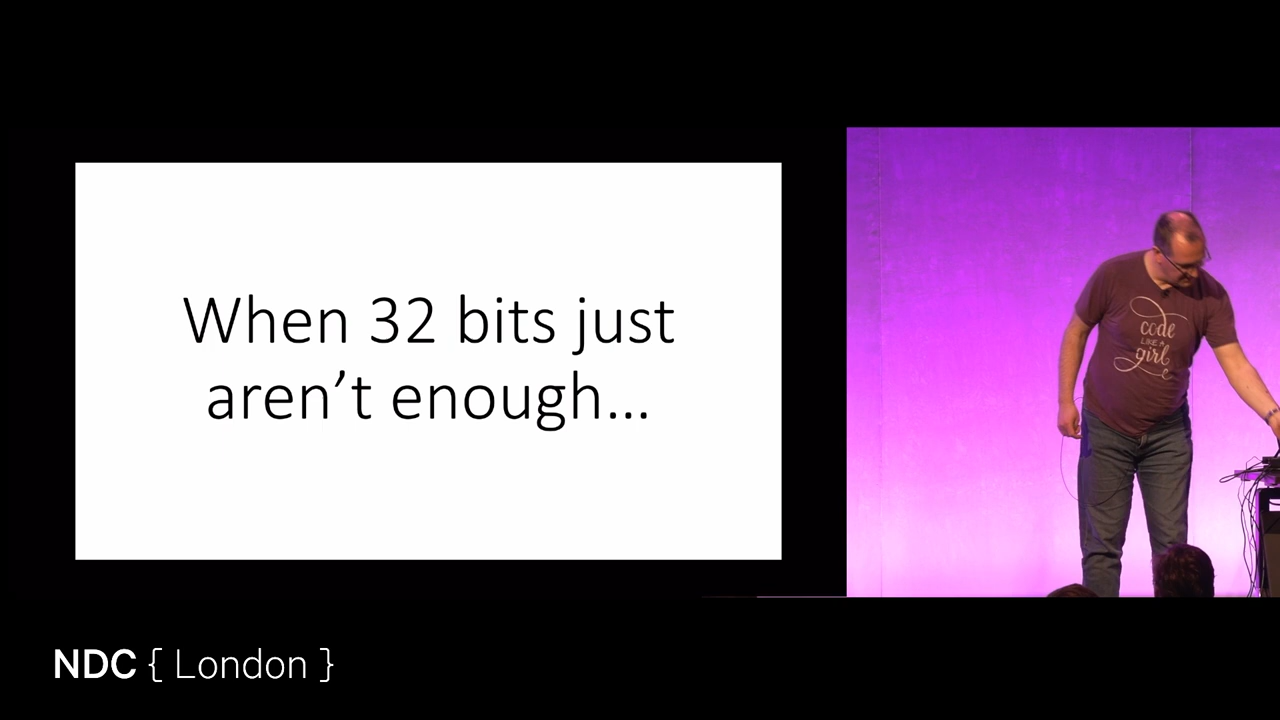 When 32 bits just
aren’t enough...
code
LIKE A
girl
NDC { London }